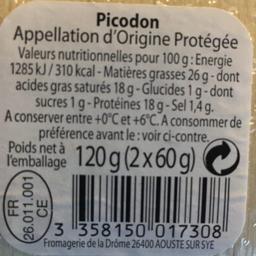 Picodon
Appellation d'Origine Protégée
Valeurs nutritionnelles pour 100 g : Energie
1285 kJ / 310 kcal - Matières grasses 26 g - dont
acides gras saturés 18 g - Glucides 1 g - dont
sucres 1 g - Protéines 18 g - Sel 1,4 g.
A conserver entre +0°C et +6°C. A consommer de
préférence avant le : voir ci-contre.
Poids net à
l'emballage 120 g (2 x 60 g)
FR
26.011.001
CE
3 358150 017308
Fromagerie de la Drôme 26400 AOUSTE SUR SYE